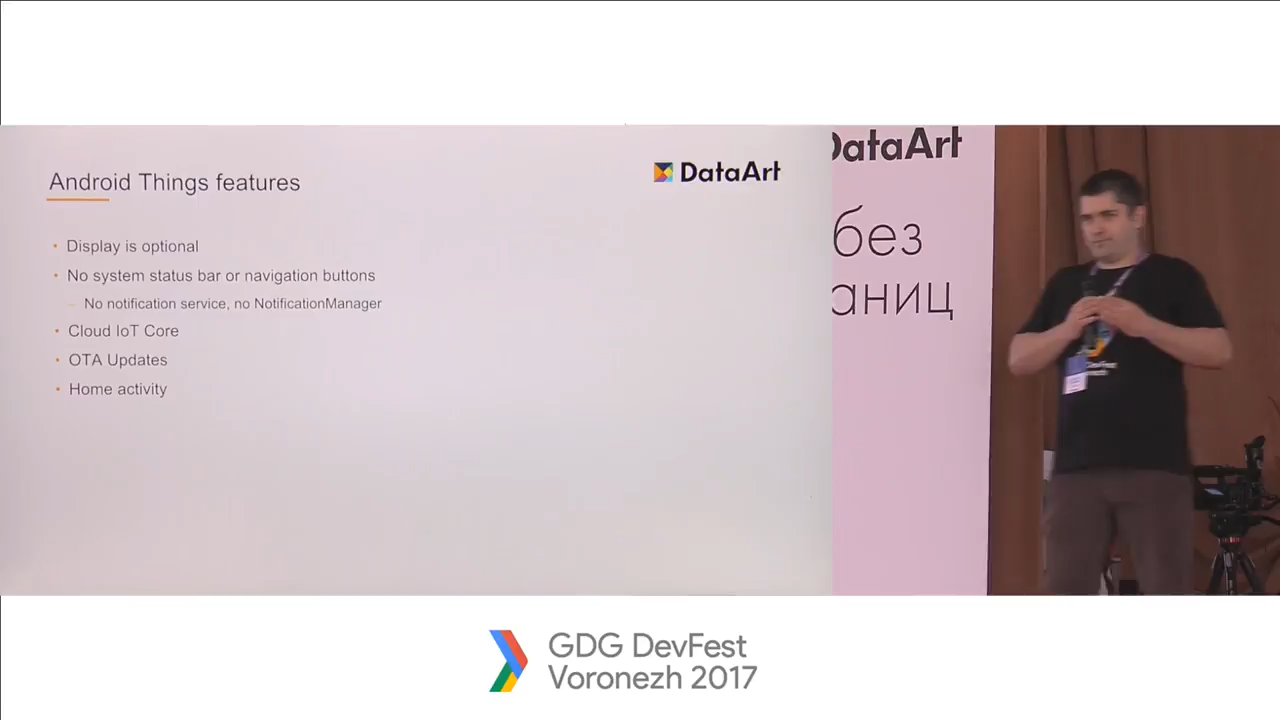 Android Things features
DataArt
Display is optional
No system status bar or navigation buttons
No notification service, no NotificationManager
Cloud IoT Core
OTA Updates
Home activity
DataArt
без
аниц
DevFest
GDG DevFest
Voronezh 2017